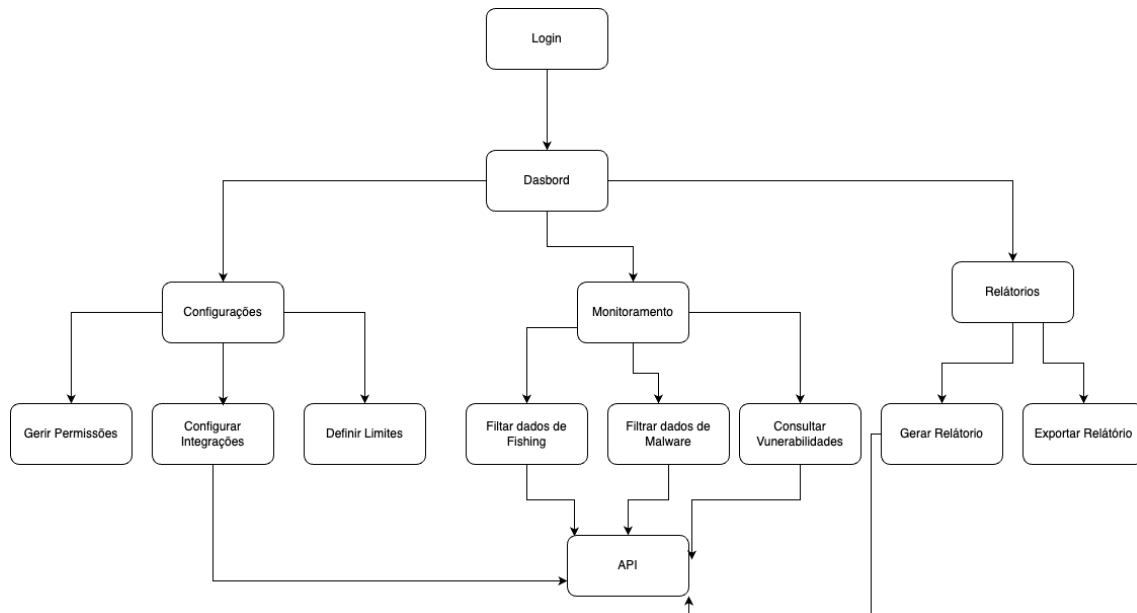 Login
Dasbord
Configurações
Monitoramento
Relátorios
Gerir Permissões
Configurar
Integrações
Definir Limites
Filtar dados de
Fishing
Filtrar dados de
Malware
Consultar
Vunerabilidades
Gerar Relátorio
Exportar Relátório
API